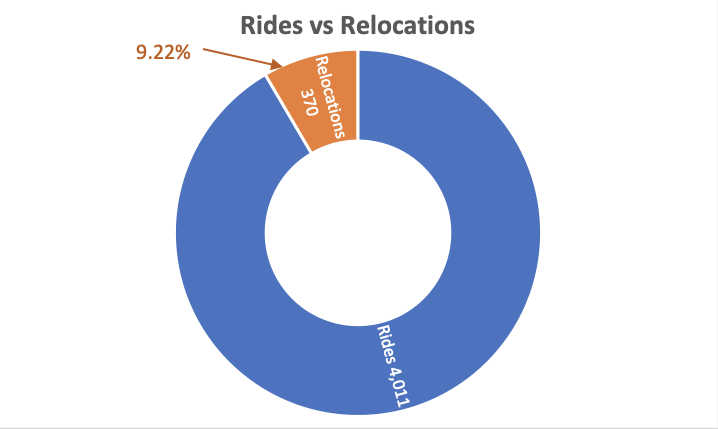 Rides vs Relocations
9.22%
Relocations
370
Rides 4,011